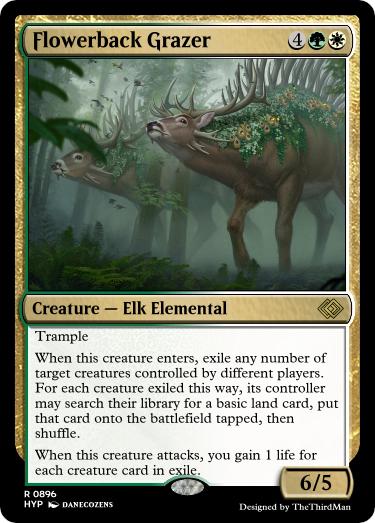 Flowerback Grazer 4
Creature — Elk Elemental
Trample
When this creature enters, exile any number of
target creatures controlled by different players.
For each creature exiled this way, its controller
may search their library for a basic land card, put
that card onto the battlefield tapped, then
shuffle.
When this creature attacks, you gain 1 life for
each creature card in exile.
6/5
R 0896
HYP DANECOZENS
Designed by TheThirdMan